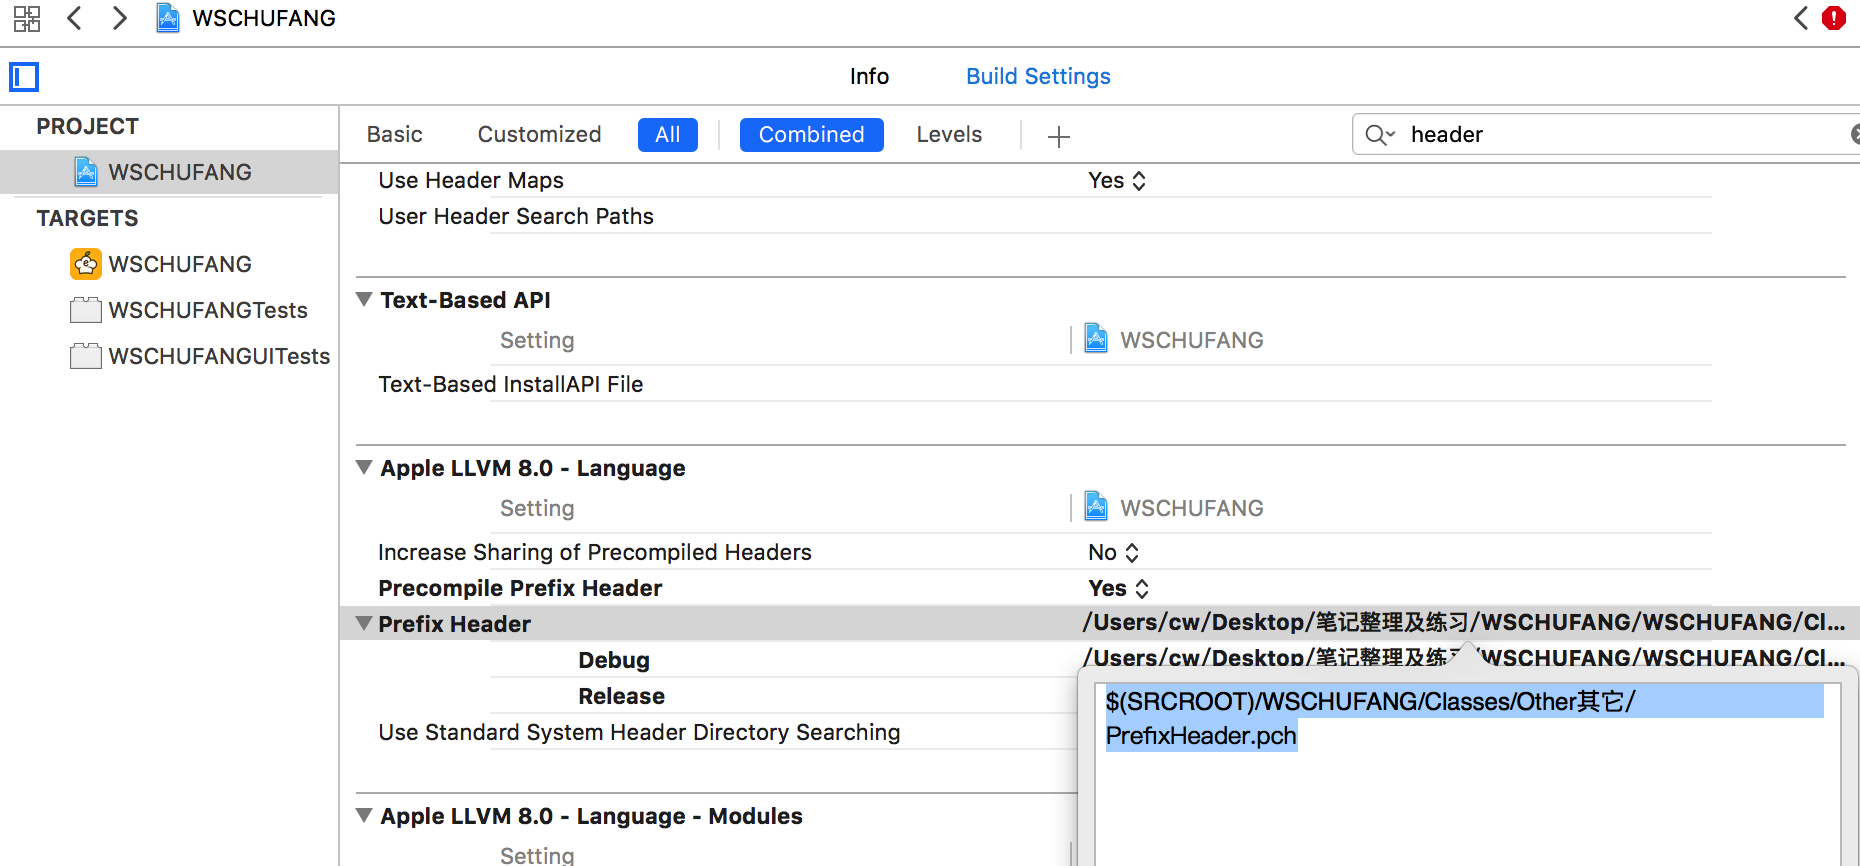 WSCHUFANG
Info
Build Settings
PROJECT
WSCHUFANG
TARGETS
WSCHUFANG
WSCHUFANGTests
WSCHUFANGUITests
Basic
Customized
All
Combined
Levels
header
Use Header Maps
Yes
User Header Search Paths
Text-Based API
Setting
WSCHUFANG
Text-Based InstallAPI File
Apple LLVM 8.0 - Language
Setting
WSCHUFANG
Increase Sharing of Precompiled Headers
No
Precompile Prefix Header
Yes
Prefix Header
/Users/cw/Desktop/笔记整理及练习/WSCHUFANG/WSCHUFANG/Cl...
Debug
/Users/cw/Desktop/笔记整理及练习/WSCHUFANG/WSCHUFANG/Cl...
Release
$(SRCROOT)/WSCHUFANG/Classes/Other其它/
PrefixHeader.pch
Use Standard System Header Directory Searching
Apple LLVM 8.0 - Language - Modules
Setting